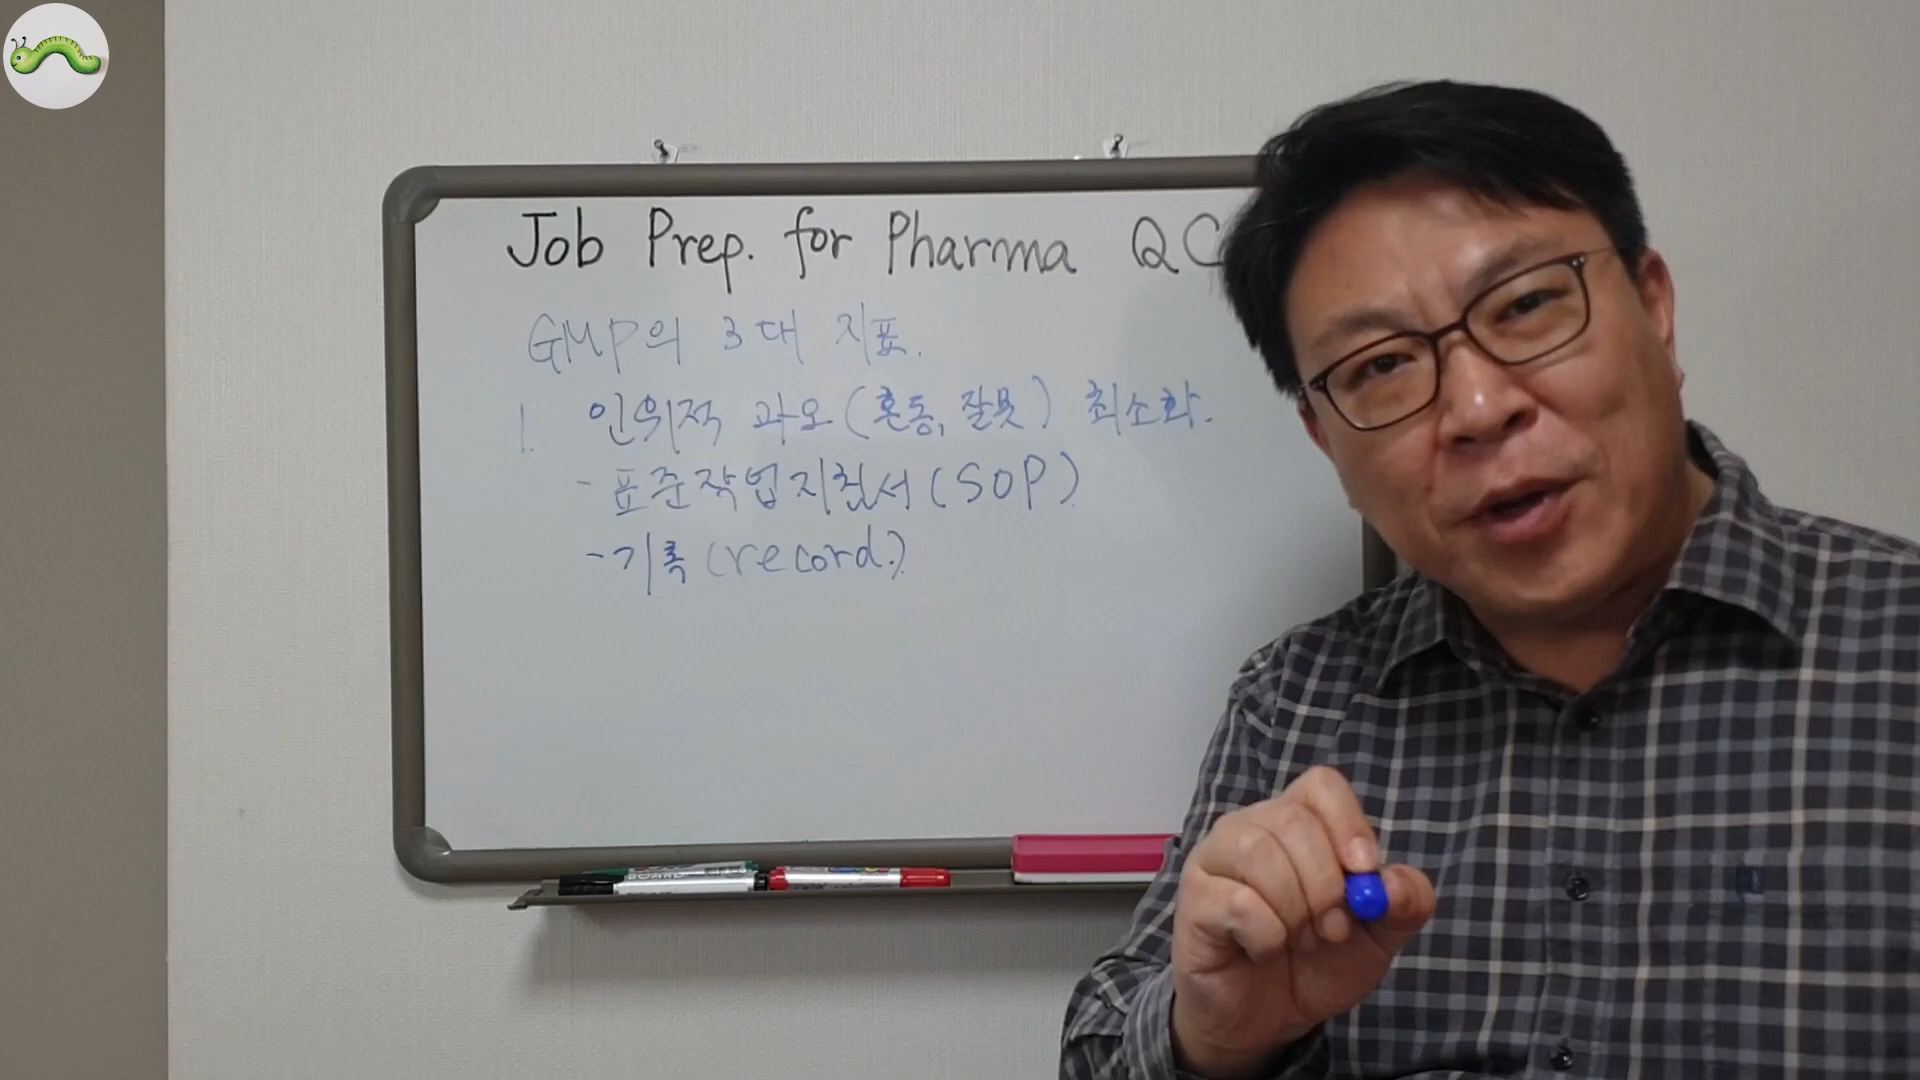 Job Prep. for Pharma QC
GMP의 3대 지표.
1. 인위적 과오(혼동, 잘못) 최소화.
- 표준작업지침서(SOP)
- 기록(record.)
BOARD